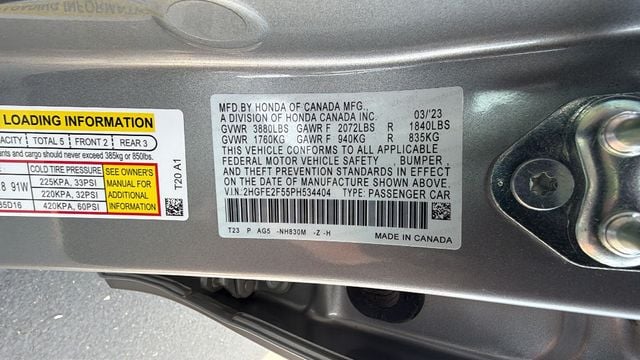 LOADING INFORMATION
ACITY TOTAL 5 FRONT 2 REAR 3
ants and cargo should never exceed 385kg or 850lbs.
COLD TIRE PRESSURE
8 91W 225KPA, 33PSI
220KPA, 32PSI
5D16 420KPA, 60PSI
SEE OWNER'S
MANUAL FOR
ADDITIONAL
INFORMATION
T20 A1
MFD.BY HONDA OF CANADA MFG.,
A DIVISION OF HONDA CANADA INC. 03/'23
GVWR 3880LBS GAWR F 2072LBS R 1840LBS
GVWR 1760KG GAWR F 940KG R 835KG
THIS VEHICLE CONFORMS TO ALL APPLICABLE
FEDERAL MOTOR VEHICLE SAFETY , BUMPER ,
AND THEFT PREVENTION STANDARDS IN EFFECT
ON THE DATE OF MANUFACTURE SHOWN ABOVE.
V.I.N:2HGFE2F55PH534404 TYPE: PASSENGER CAR
T23 P AG5 -NH830M -Z -H
MADE IN CANADA